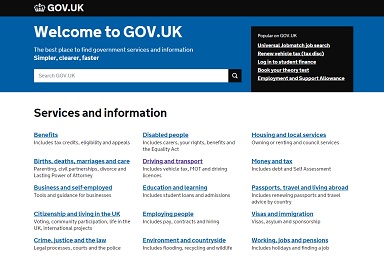 GOV.UK
Welcome to GOV.UK
The best place to find government services and information
Simpler, clearer, faster
Search GOV.UK
Popular on GOV.UK
Universal Jobmatch job search
Renew vehicle tax (tax disc)
Log in to student finance
Book your theory test
Employment and Support Allowance
Services and information
Benefits
Includes tax credits, eligibility and appeals
Disabled people
Includes carers, your rights, benefits and
the Equality Act
Housing and local services
Owning or renting and council services
Births, deaths, marriages and care
Parenting, civil partnerships, divorce and
Lasting Power of Attorney
Driving and transport
Includes vehicle tax, MOT and driving
licences
Money and tax
Includes debt and Self Assessment
Business and self-employed
Tools and guidance for businesses
Education and learning
Includes student loans and admissions
Passports, travel and living abroad
Includes renewing passports and travel
advice by country
Citizenship and living in the UK
Voting, community participation, life in the
UK, international projects
Employing people
Includes pay, contracts and hiring
Visas and immigration
Visas, asylum and sponsorship
Crime, justice and the law
Legal processes, courts and the police
Environment and countryside
Includes flooding, recycling and wildlife
Working, jobs and pensions
Includes holidays and finding a job